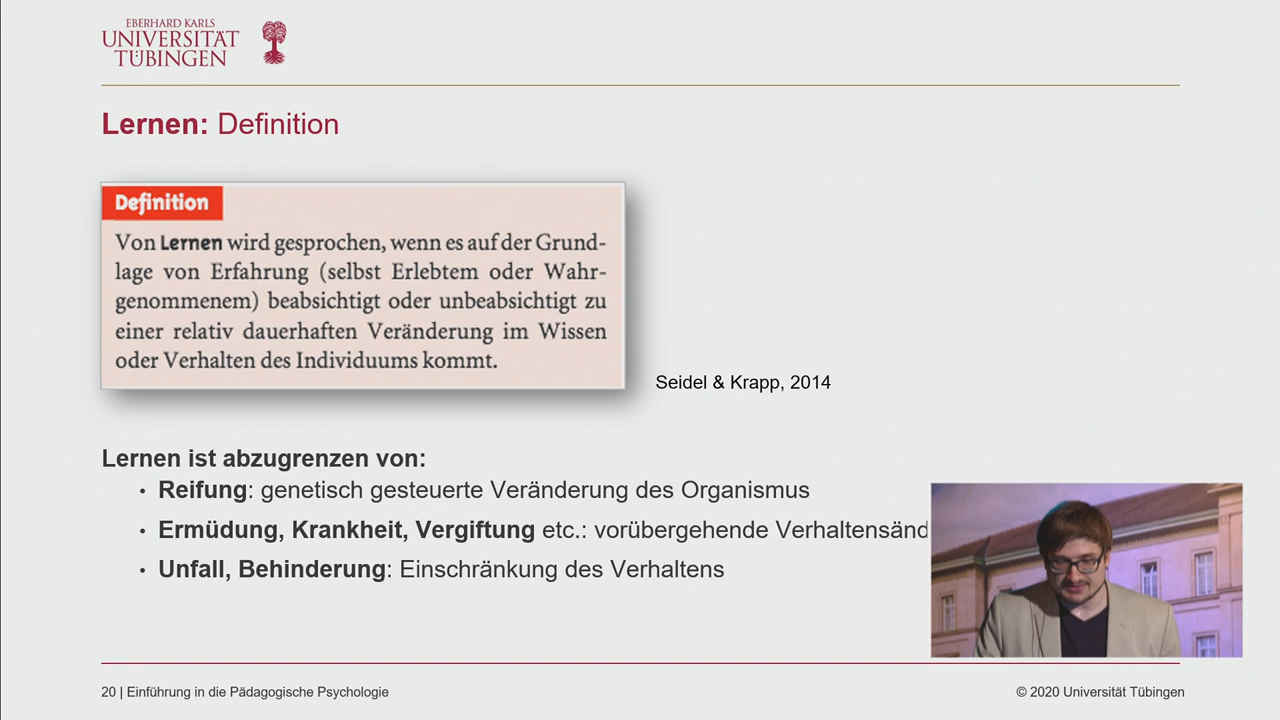 EBERHARD KARLS
UNIVERSITÄT
TÜBINGEN
Lernen: Definition
Definition
Von Lernen wird gesprochen, wenn es auf der Grund-
lage von Erfahrung (selbst Erlebtem oder Wahr-
genommenem) beabsichtigt oder unbeabsichtigt zu
einer relativ dauerhaften Veränderung im Wissen
oder Verhalten des Individuums kommt.
Seidel & Krapp, 2014
Lernen ist abzugrenzen von:
• Reifung: genetisch gesteuerte Veränderung des Organismus
• Ermüdung, Krankheit, Vergiftung etc.: vorübergehende Verhaltensänd
• Unfall, Behinderung: Einschränkung des Verhaltens
20 | Einführung in die Pädagogische Psychologie
© 2020 Universität Tübingen